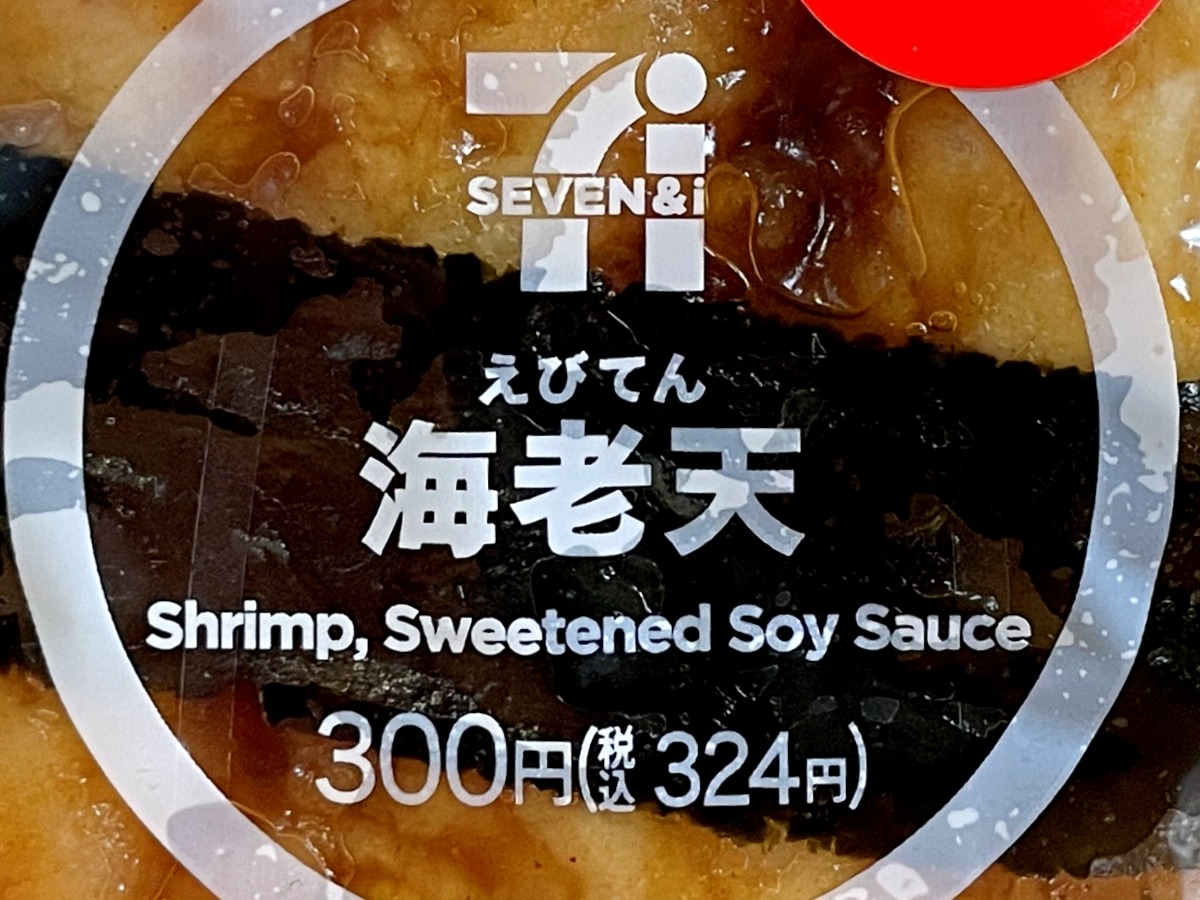 7i
SEVEN&i
えびてん
海老天
Shrimp, Sweetened Soy Sauce
300円(税込 324円)